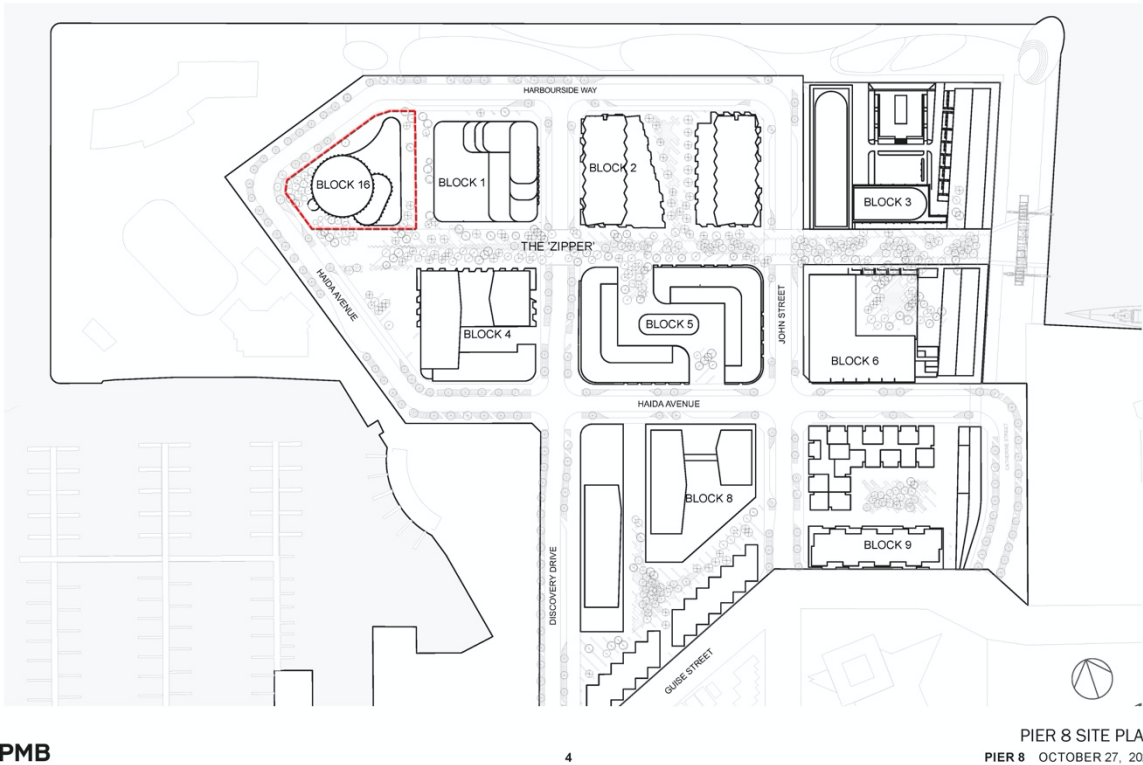 HARBOURSIDE WAY
BLOCK 16
BLOCK 1
BLOCK 2
BLOCK 3
THE 'ZIPPER'
HAIDA AVENUE
BLOCK 4
BLOCK 5
JOHN STREET
BLOCK 6
HAIDA AVENUE
CATHERINE STREET
BLOCK 8
BLOCK 9
DISCOVERY DRIVE
GUISE STREET
PIER 8 SITE PLA
PMB
4
PIER 8 OCTOBER 27, 20